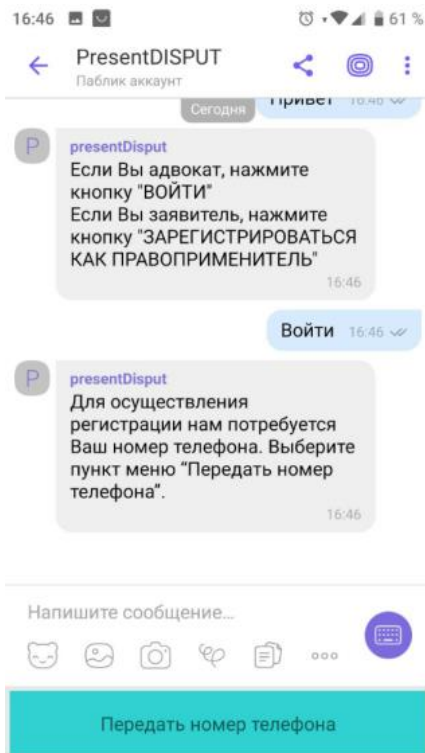 16:46 61 %
PresentDISPUT
Паблик аккаунт
Сегодня
Привет 16:46
P
presentDisput
Если Вы адвокат, нажмите
кнопку "ВОЙТИ"
Если Вы заявитель, нажмите
кнопку "ЗАРЕГИСТРИРОВАТЬСЯ
КАК ПРАВОПРИМЕНИТЕЛЬ"
16:46
Войти 16:46
P
presentDisput
Для осуществления
регистрации нам потребуется
Ваш номер телефона. Выберите
пункт меню “Передать номер
телефона”.
16:46
Напишите сообщение...
Передать номер телефона